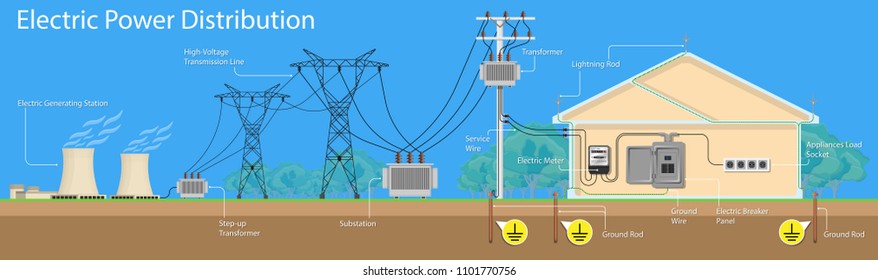 Electric Power Distribution
High-Voltage
Transmission Line
Transformer
Lightning Rod
Electric Generating Station
Service
Wire
Electric Meter
Appliances Load
Socket
Step-up
Transformer
Substation
Ground
Wire
Electric Breaker
Panel
Ground Rod
Ground Rod
shutterstock.com · 1101770756